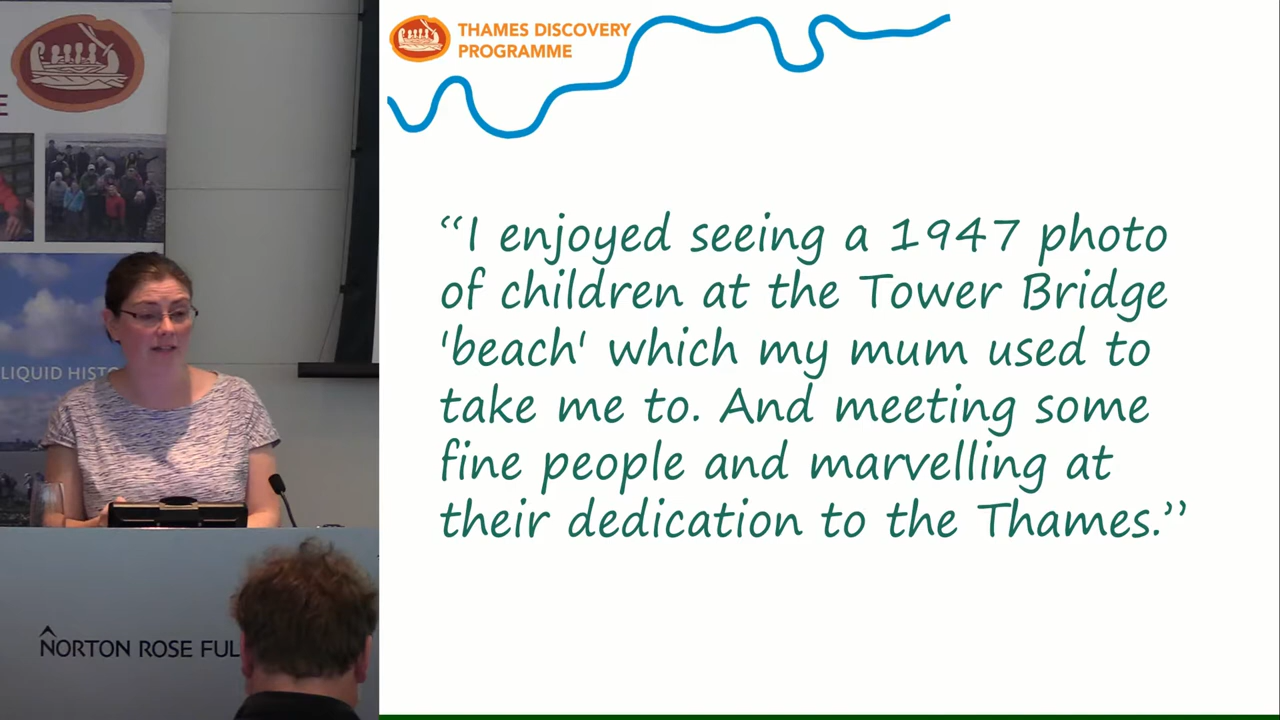 THAMES DISCOVERY
PROGRAMME
“I enjoyed seeing a 1947 photo
of children at the Tower Bridge
'beach' which my mum used to
take me to. And meeting some
fine people and marvelling at
their dedication to the Thames.”
E
LIQUID HISTO
NORTON ROSE FUL